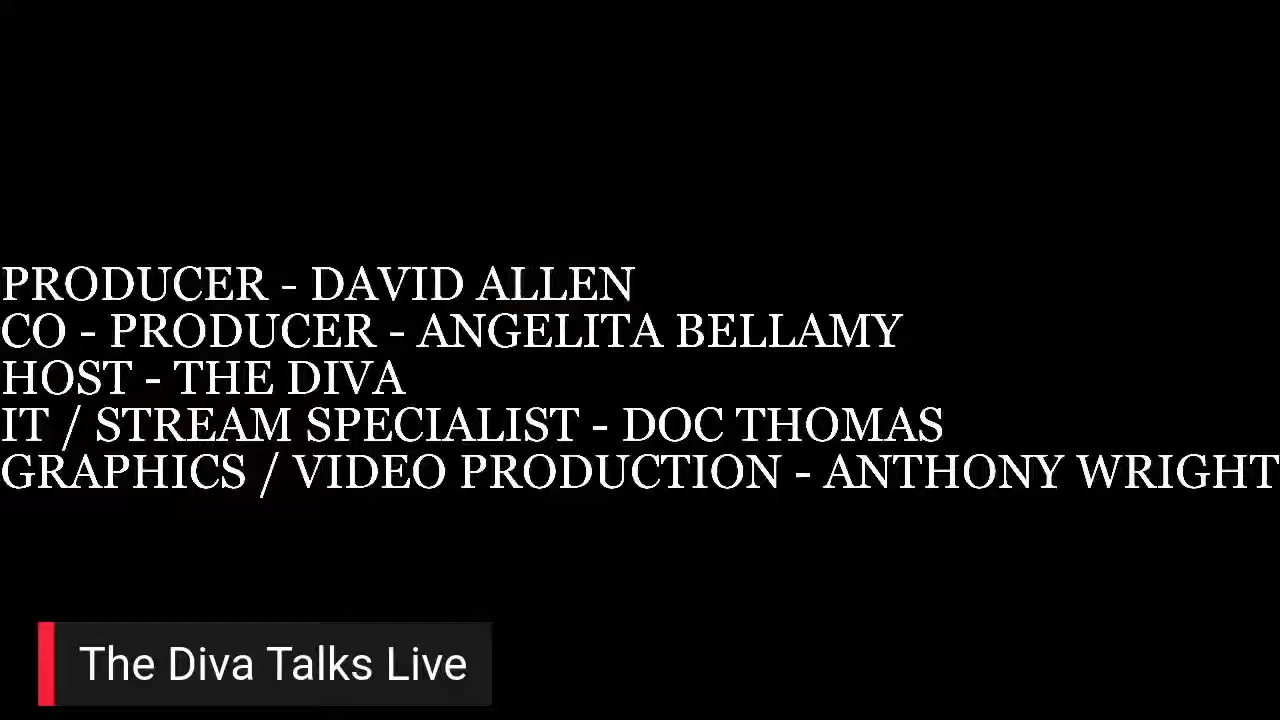 PRODUCER - DAVID ALLEN
CO - PRODUCER - ANGELITA BELLAMY
HOST - THE DIVA
IT / STREAM SPECIALIST - DOC THOMAS
GRAPHICS / VIDEO PRODUCTION - ANTHONY WRIGHT
The Diva Talks Live